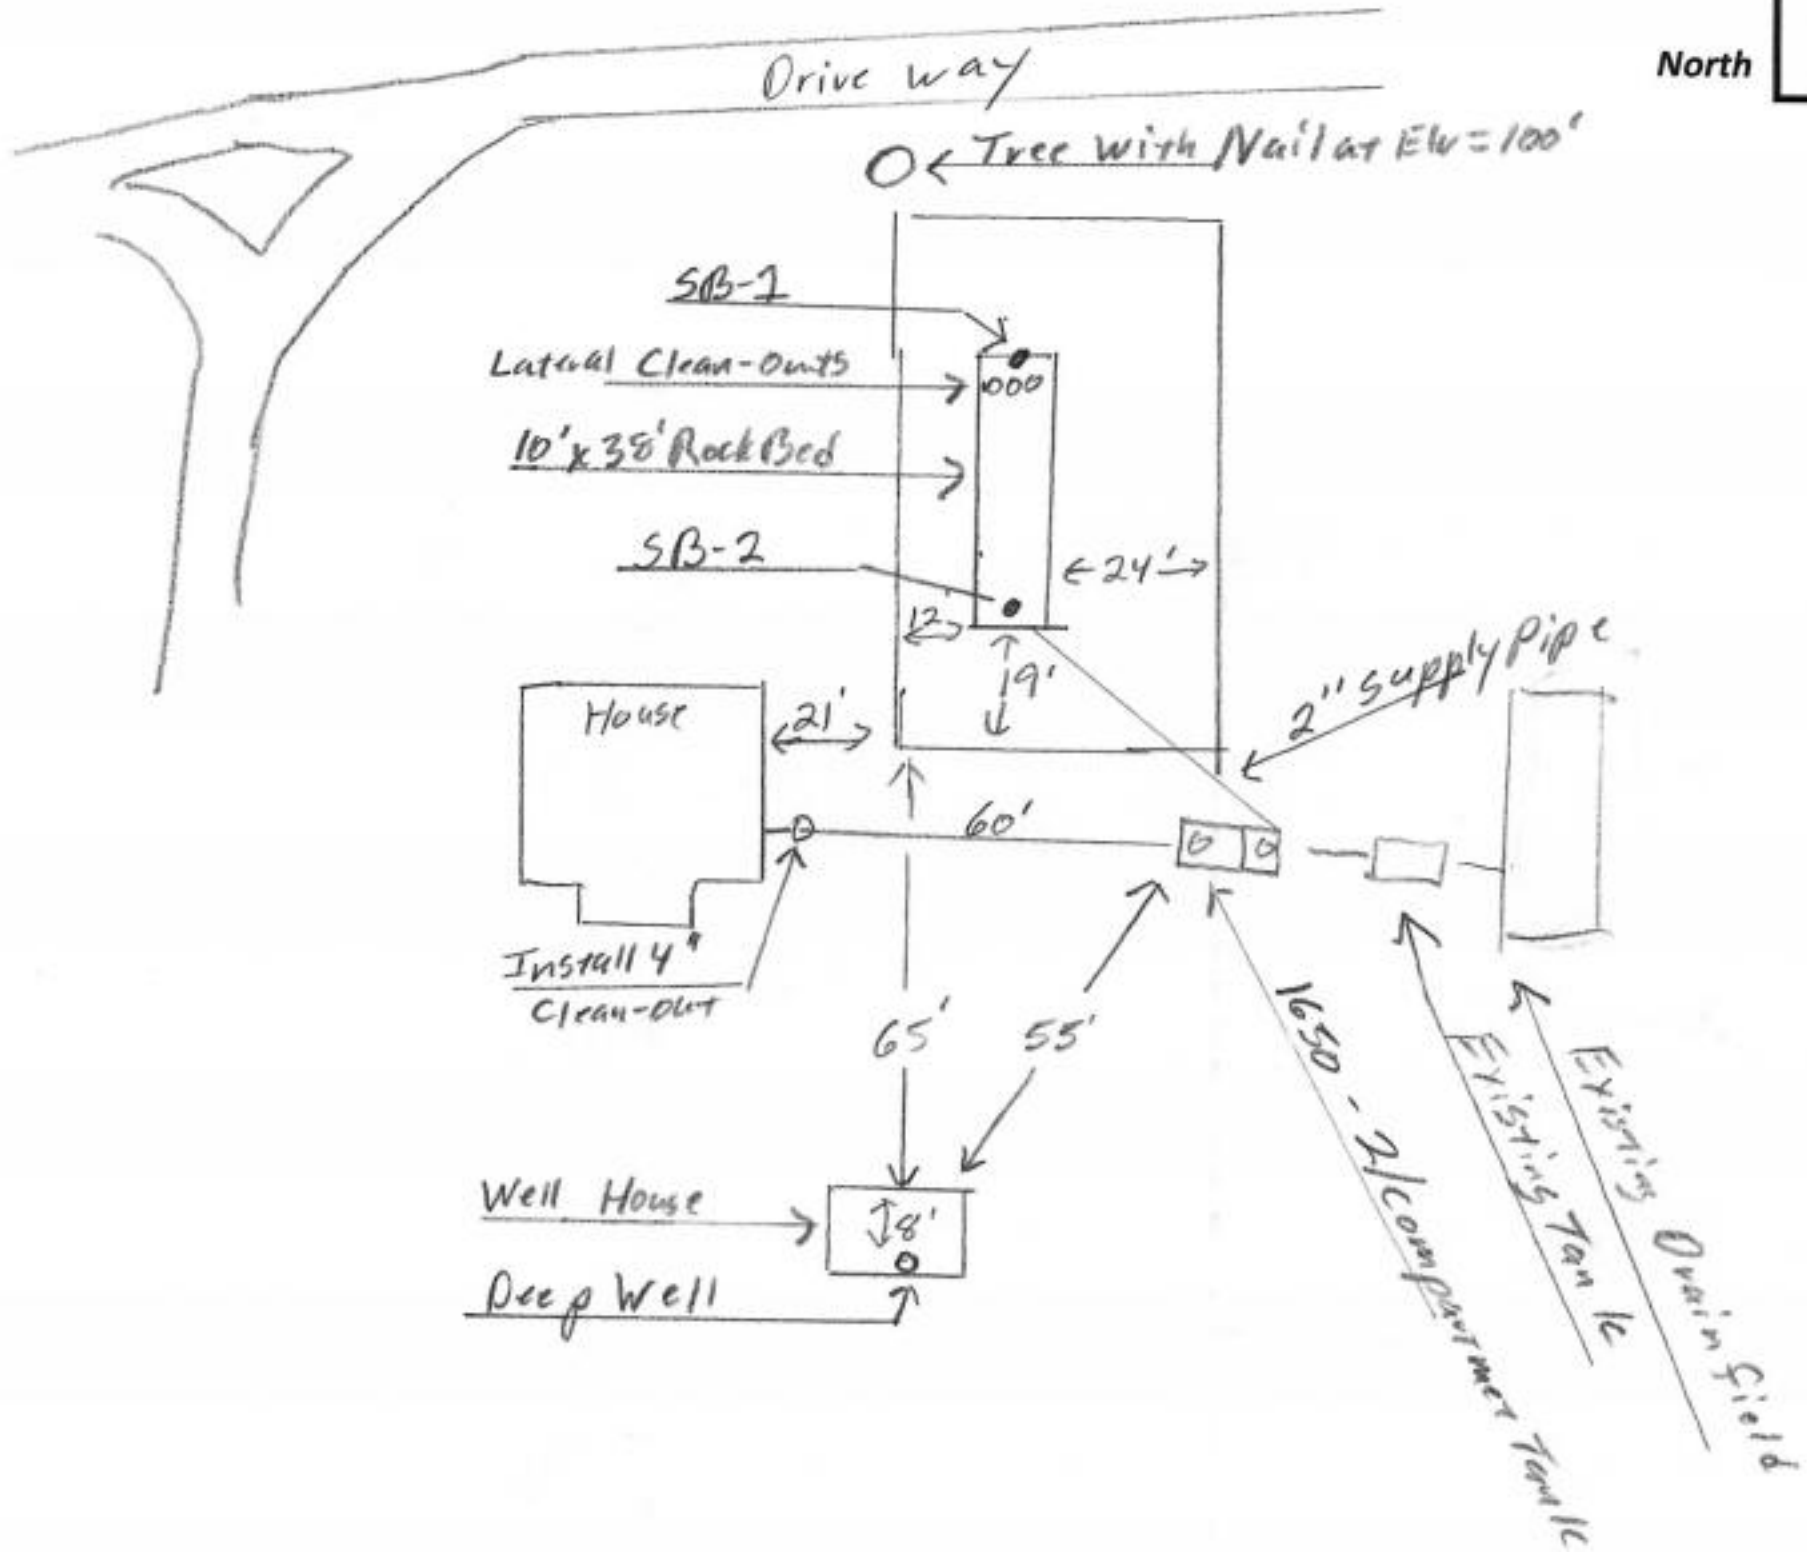 North
Drive way
Tree with Nail at Elv = 100'
SB-1
Lateral Clean-outs
10' x 38' Rock Bed
SB-2
24'
12'
19'
2" supply pipe
House
21'
60'
Install 4"
Clean-out
65'
55'
1650 - 2/compartmet Tank
Existing Tank
Existing Drain field
Well House
8'
Deep Well